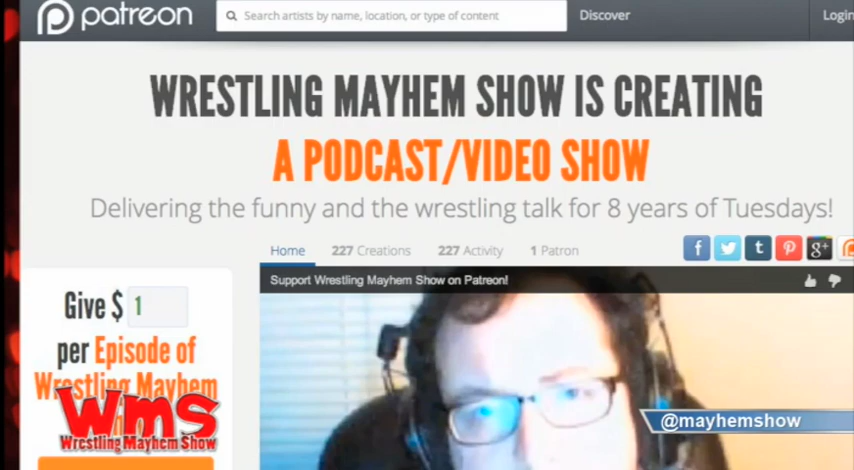 patreon
Search artists by name, location, or type of content
Discover
Login
WRESTLING MAYHEM SHOW IS CREATING
A PODCAST/VIDEO SHOW
Delivering the funny and the wrestling talk for 8 years of Tuesdays!
Home 227 Creations 227 Activity 1 Patron
Support Wrestling Mayhem Show on Patreon!
Give $ 1
per Episode of
Wrestling Mayhem
wms
Wrestling Mayhem Show
@mayhemshow